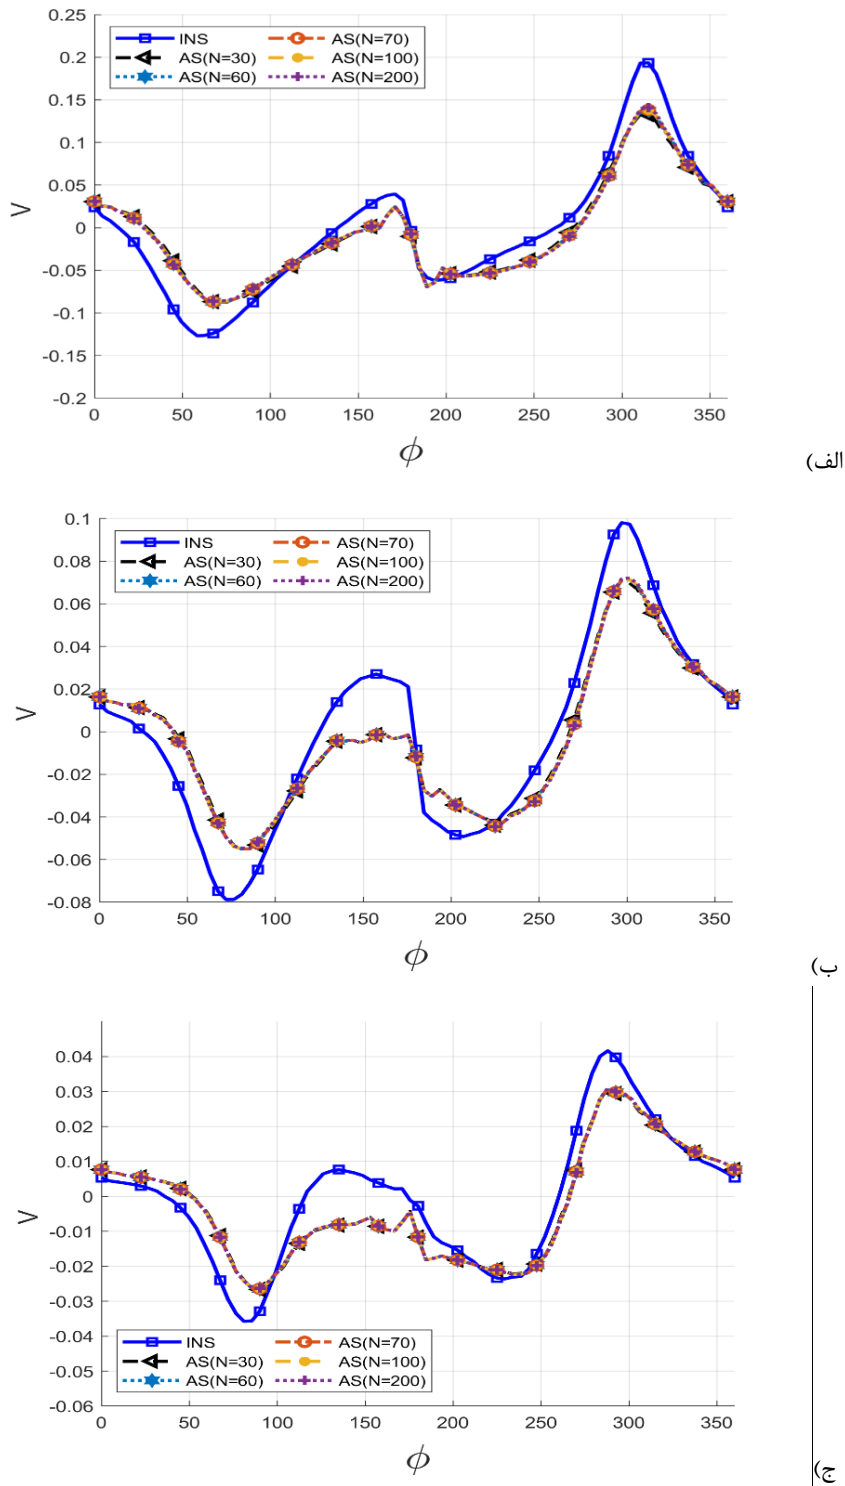 0.25
0.2
0.15
0.1
0.05
0
-0.05
-0.1
-0.15
-0.2
V
INS
AS(N=30)
AS(N=60)
AS(N=70)
AS(N=100)
AS(N=200)
0 50 100 150 200 250 300 350
ϕ
الف)
0.1
0.08
0.06
0.04
0.02
0
-0.02
-0.04
-0.06
-0.08
V
INS
AS(N=30)
AS(N=60)
AS(N=70)
AS(N=100)
AS(N=200)
0 50 100 150 200 250 300 350
ϕ
ب)
0.04
0.03
0.02
0.01
0
-0.01
-0.02
-0.03
-0.04
-0.05
-0.06
V
INS
AS(N=30)
AS(N=60)
AS(N=70)
AS(N=100)
AS(N=200)
0 50 100 150 200 250 300 350
ϕ
ج)